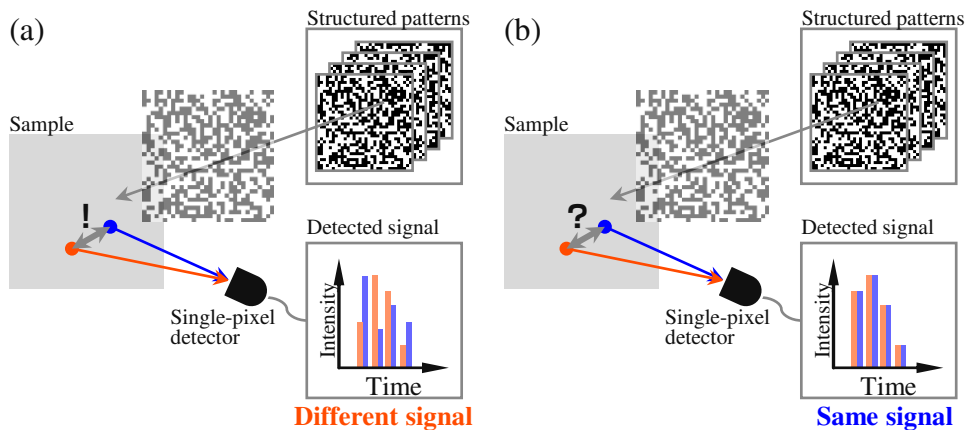 (a)
Structured patterns
Sample
!
Detected signal
Intensity
Time
Single-pixel
detector
Different signal
(b)
Structured patterns
Sample
?
Detected signal
Intensity
Time
Single-pixel
detector
Same signal